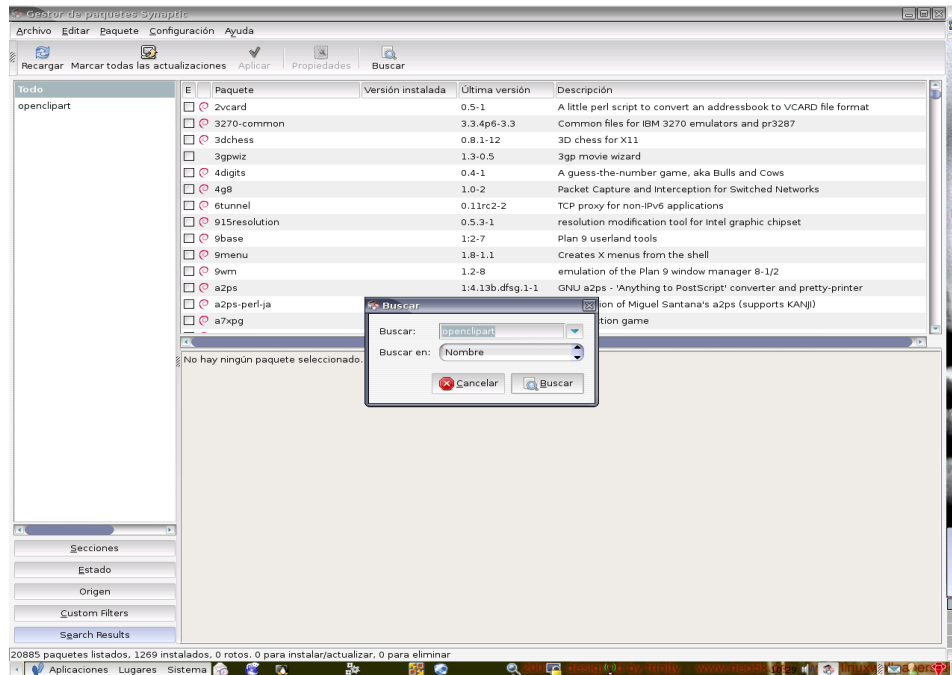 Gestor de paquetes Synaptic
Archivo Editar Paquete Configuración Ayuda
Recargar Marcar todas las actualizaciones Aplicar Propiedades Buscar
Todo
openclipart
E Paquete Versión instalada Última versión Descripción
2vcard 0.5-1 A little perl script to convert an addressbook to VCARD file format
3270-common 3.3.4p6-3.3 Common files for IBM 3270 emulators and pr3287
3dchess 0.8.1-12 3D chess for X11
3gpwiz 1.3-0.5 3gp movie wizard
4digits 0.4-1 A guess-the-number game, aka Bulls and Cows
4g8 1.0-2 Packet Capture and Interception for Switched Networks
6tunnel 0.11rc2-2 TCP proxy for non-IPv6 applications
915resolution 0.5.3-1 resolution modification tool for Intel graphic chipset
9base 1:2-7 Plan 9 userland tools
9menu 1.8-1.1 Creates X menus from the shell
9wm 1.2-8 emulation of the Plan 9 window manager 8-1/2
a2ps 1:4.13b.dfsg.1-1 GNU a2ps - 'Anything to PostScript' converter and pretty-printer
a2ps-perl-ja ion of Miguel Santana's a2ps (supports KANJI)
a7xpg tion game
Buscar
Buscar: openclipart
Buscar en: Nombre
Cancelar Buscar
No hay ningún paquete seleccionado.
Secciones
Estado
Origen
Custom Filters
Search Results
20885 paquetes listados, 1269 instalados, 0 rotos. 0 para instalar/actualizar, 0 para eliminar
Aplicaciones Lugares Sistema